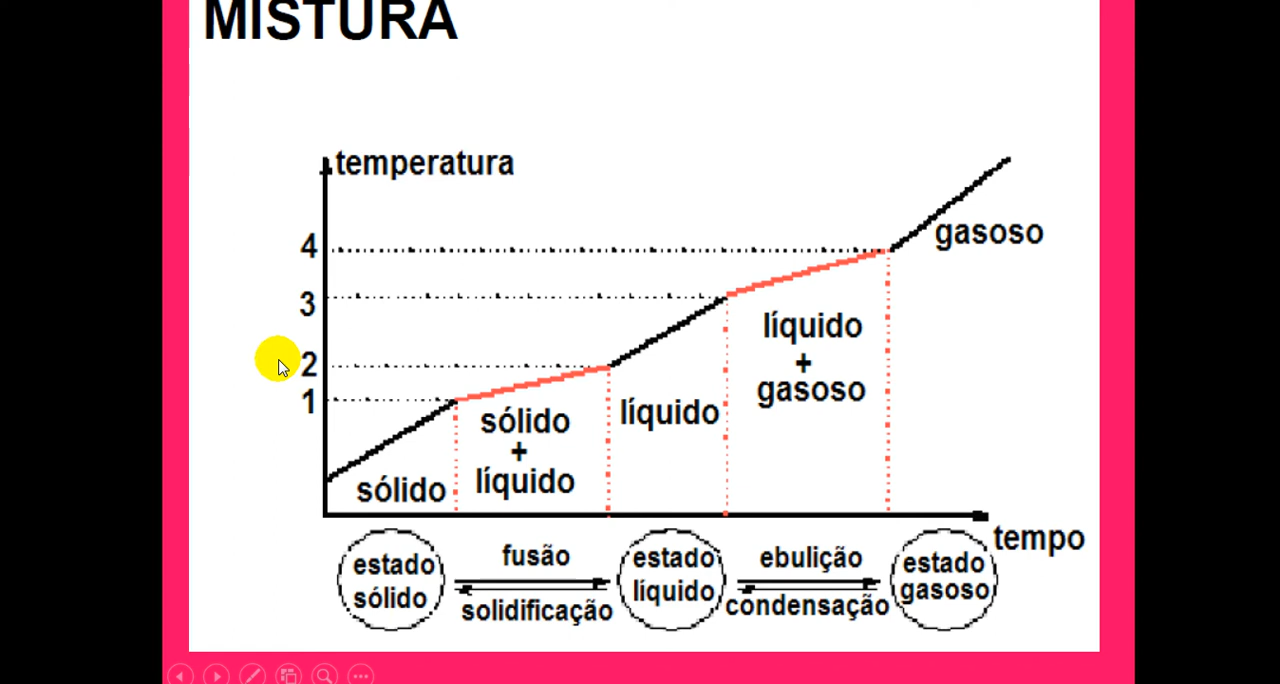 MISTURA
temperatura
4
3
2
1
gasoso
líquido
+
gasoso
líquido
sólido
+
líquido
sólido
tempo
estado
sólido
fusão
solidificação
estado
líquido
ebulição
condensação
estado
gasoso